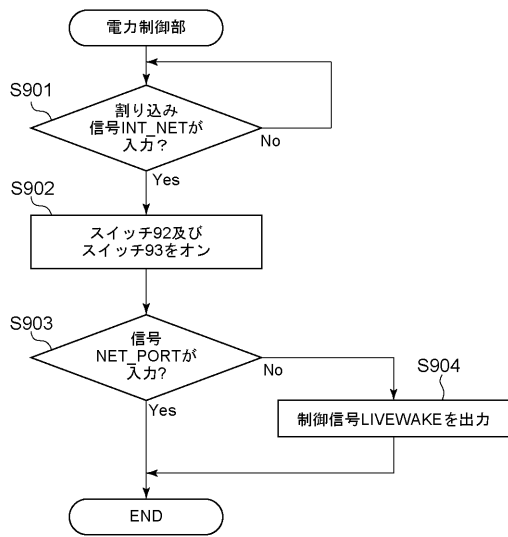 電力制御部
S901
割り込み
信号INT_NETが
入力?
No
Yes
S902
スイッチ92及び
スイッチ93をオン
S903
信号
NET_PORTが
入力?
No
Yes
S904
制御信号LIVEWAKEを出力
END